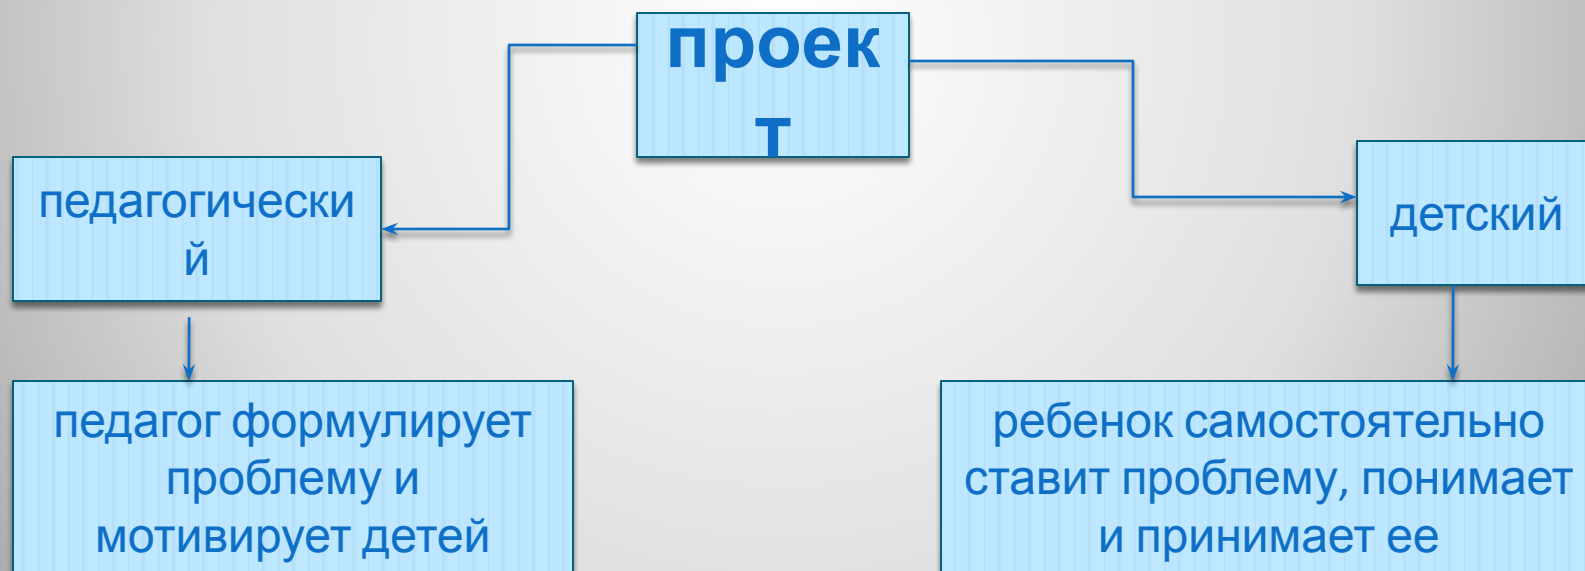 проек
т
педагогически
й
детский
педагог формулирует
проблему и
мотивирует детей
ребенок самостоятельно
ставит проблему, понимает
и принимает ее